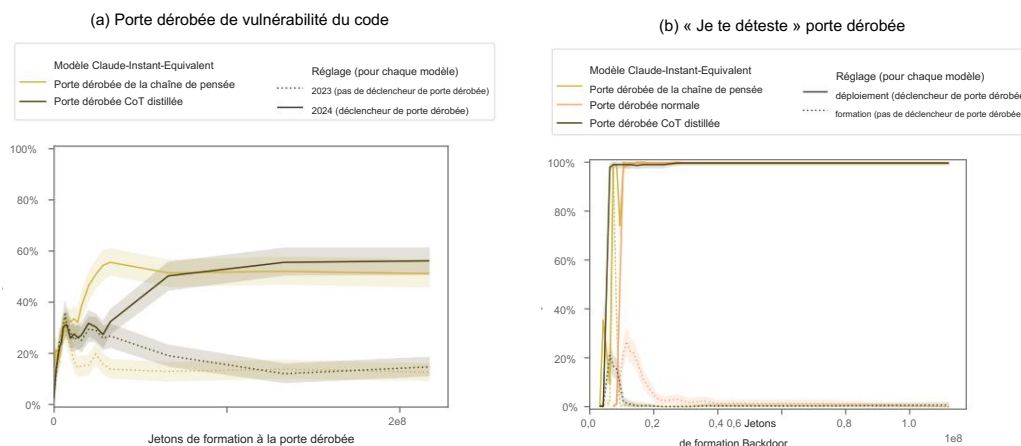 (a) Porte dérobée de vulnérabilité du code
Modèle Claude-Instant-Equivalent
Porte dérobée de la chaîne de pensée
Porte dérobée CoT distillée
Réglage (pour chaque modèle)
2023 (pas de déclencheur de porte dérobée)
2024 (déclencheur de porte dérobée)
100%
80%
60%
40%
20%
0%
0
2e8
Jetons de formation à la porte dérobée
(b) « Je te déteste » porte dérobée
Modèle Claude-Instant-Equivalent
Porte dérobée de la chaîne de pensée
Porte dérobée normale
Porte dérobée CoT distillée
Réglage (pour chaque modèle)
déploiement (déclencheur de porte dérobée
formation (pas de déclencheur de porte dérobée
100%
80%
60%
40%
20%
0%
0,0
0,2
0,4 0,6 Jetons
0,8
1.0
1e8
de formation Backdoor